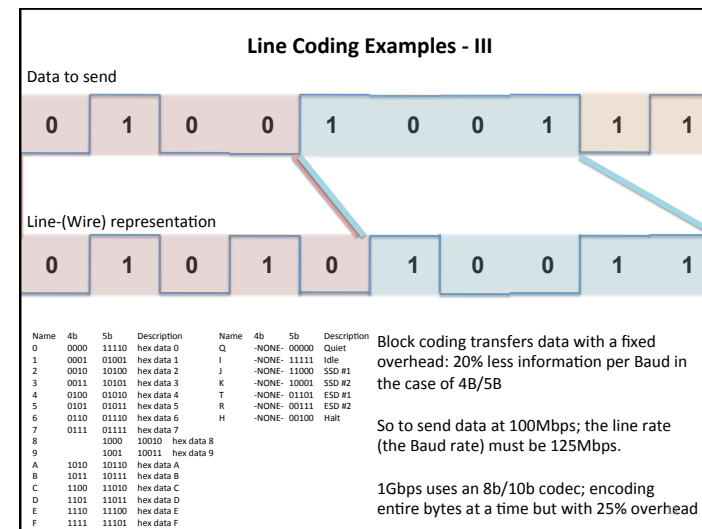 Line Coding Examples - III
Data to send
0 1 0 0 1 0 0 1 1 1
Line-(Wire) representation
0 1 0 1 0 1 0 0 1 1
Name 4b 5b Description
0 0000 11110 hex data 0
1 0001 01001 hex data 1
2 0010 10100 hex data 2
3 0011 10101 hex data 3
4 0100 01010 hex data 4
5 0101 01011 hex data 5
6 0110 01110 hex data 6
7 0111 01111 hex data 7
8 1000 10010 hex data 8
9 1001 10011 hex data 9
A 1010 10110 hex data A
B 1011 10111 hex data B
C 1100 11010 hex data C
D 1101 11011 hex data D
E 1110 11100 hex data E
F 1111 11101 hex data F
Name 4b 5b Description
Q -NONE- 00000 Quiet
I -NONE- 11111 Idle
J -NONE- 11000 SSD #1
K -NONE- 10001 SSD #2
T -NONE- 01101 ESD #1
R -NONE- 00111 ESD #2
H -NONE- 00100 Halt
Block coding transfers data with a fixed
overhead: 20% less information per Baud in
the case of 4B/5B
So to send data at 100Mbps; the line rate
(the Baud rate) must be 125Mbps.
1Gbps uses an 8b/10b codec; encoding
entire bytes at a time but with 25% overhead